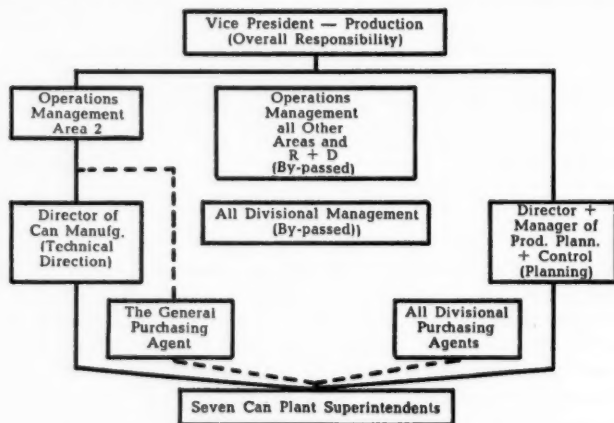 Vice President — Production
(Overall Responsibility)
Operations
Management
Area 2
Operations
Management
all Other
Areas and
R + D
(By-passed)
Director of
Can Manufg.
(Technical
Direction)
All Divisional Management
(By-passed))
Director +
Manager of
Prod. Plann.
+ Control
(Planning)
The General
Purchasing
Agent
All Divisional
Purchasing
Agents
Seven Can Plant Superintendents